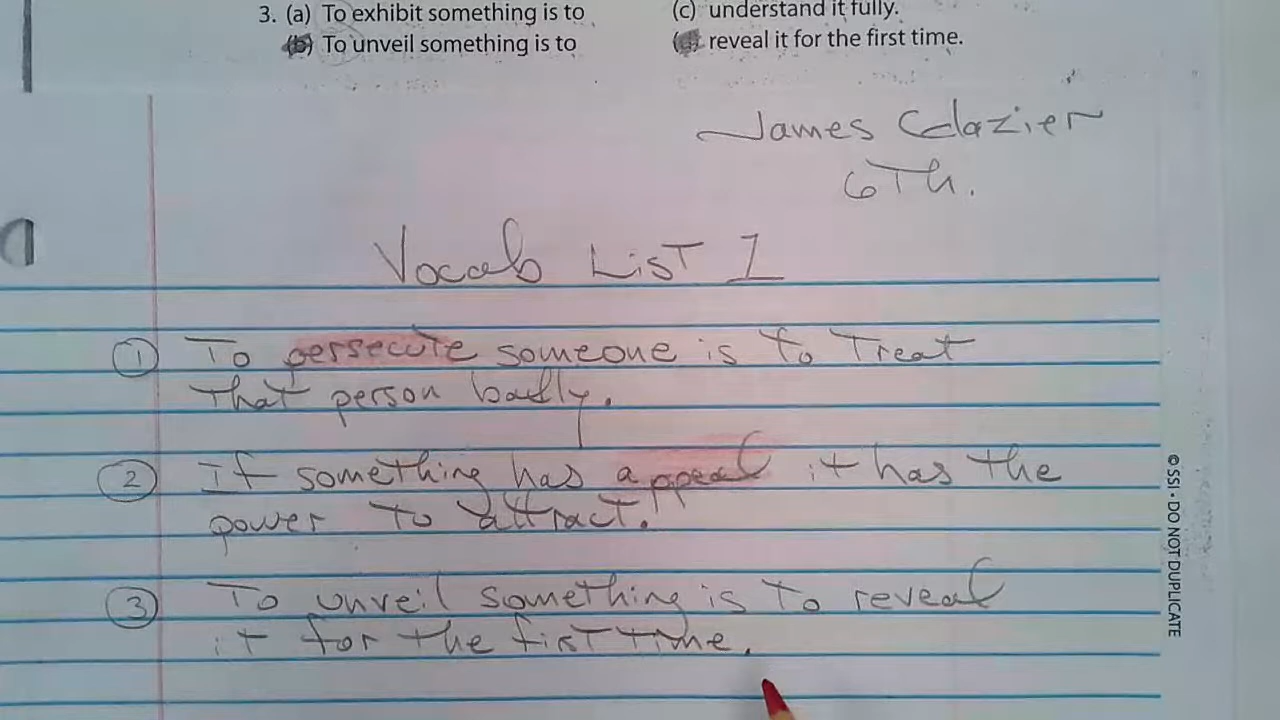 3. (a) To exhibit something is to (c) understand it fully.
(b) To unveil something is to (d) reveal it for the first time.
James Glazier
6Th.
Vocab List 1
1 To persecute someone is to Treat
that person badly.
2 If something has appeal it has the
power to attract.
3 To unveil something is to reveal
it for the first time.
© SSI • DO NOT DUPLICATE